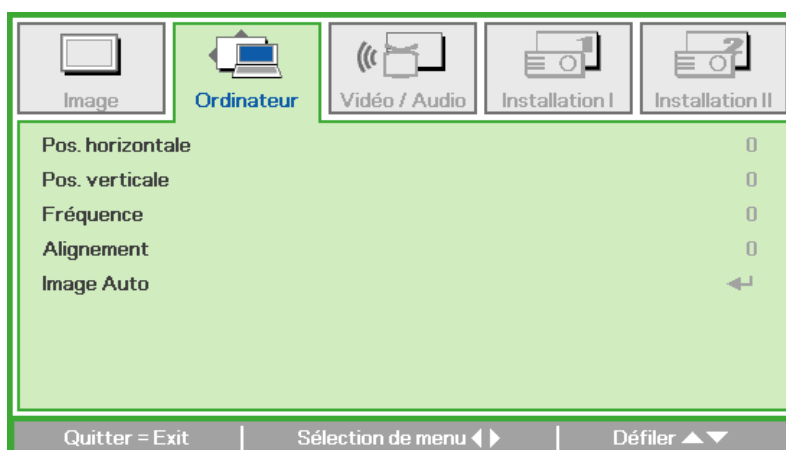 Image Ordinateur Vidéo / Audio Installation I Installation II
Pos. horizontale 0
Pos. verticale 0
Fréquence 0
Alignement 0
Image Auto
Quitter = Exit Sélection de menu Défiler